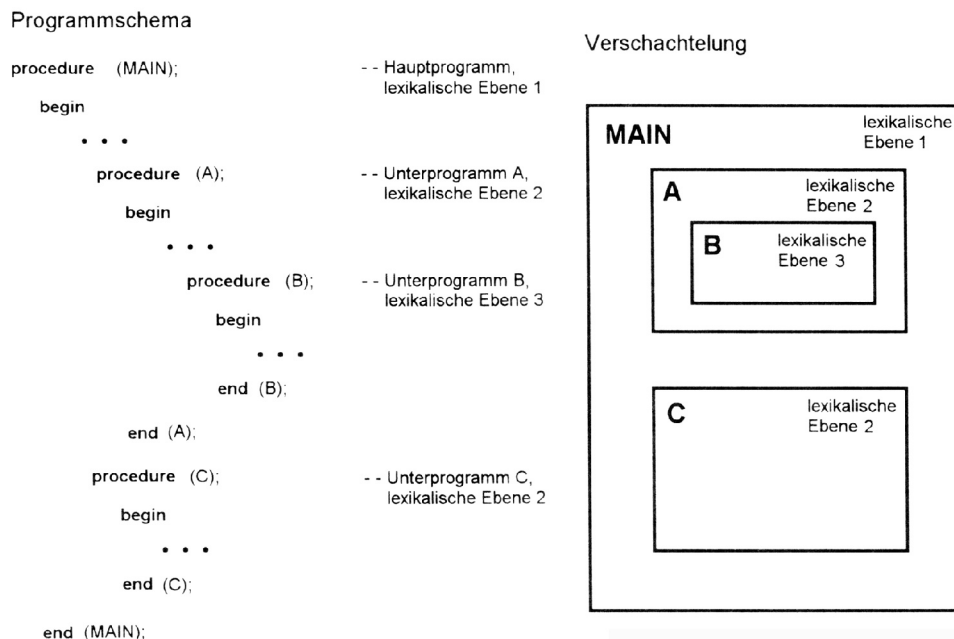 Programmschema
procedure (MAIN);
-- Hauptprogramm,
lexikalische Ebene 1
begin
• • •
procedure (A);
-- Unterprogramm A,
lexikalische Ebene 2
begin
• • •
procedure (B);
-- Unterprogramm B,
lexikalische Ebene 3
begin
• • •
end (B);
end (A);
procedure (C);
-- Unterprogramm C,
lexikalische Ebene 2
begin
• • •
end (C);
end (MAIN);
Verschachtelung
MAIN
lexikalische
Ebene 1
A
lexikalische
Ebene 2
B
lexikalische
Ebene 3
C
lexikalische
Ebene 2